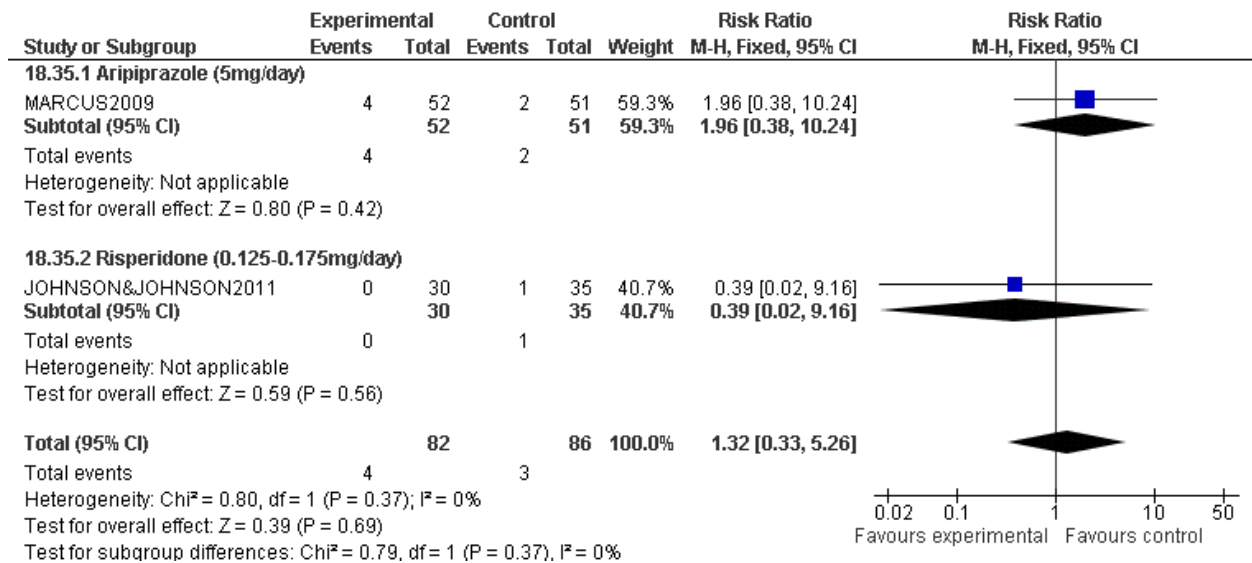 Experimental Control Risk Ratio Risk Ratio
Study or Subgroup Events Total Events Total Weight M-H, Fixed, 95% CI M-H, Fixed, 95% CI
18.35.1 Aripiprazole (5mg/day)
MARCUS2009 4 52 2 51 59.3% 1.96 [0.38, 10.24]
Subtotal (95% CI) 52 51 59.3% 1.96 [0.38, 10.24]
Total events 4 2
Heterogeneity: Not applicable
Test for overall effect: Z = 0.80 (P = 0.42)
18.35.2 Risperidone (0.125-0.175mg/day)
JOHNSON&JOHNSON2011 0 30 1 35 40.7% 0.39 [0.02, 9.16]
Subtotal (95% CI) 30 35 40.7% 0.39 [0.02, 9.16]
Total events 0 1
Heterogeneity: Not applicable
Test for overall effect: Z = 0.59 (P = 0.56)
Total (95% CI) 82 86 100.0% 1.32 [0.33, 5.26]
Total events 4 3
Heterogeneity: Chi² = 0.80, df = 1 (P = 0.37); I² = 0%
Test for overall effect: Z = 0.39 (P = 0.69)
Test for subgroup differences: Chi² = 0.79, df = 1 (P = 0.37), I² = 0%
0.02 0.1 1 10 50
Favours experimental Favours control